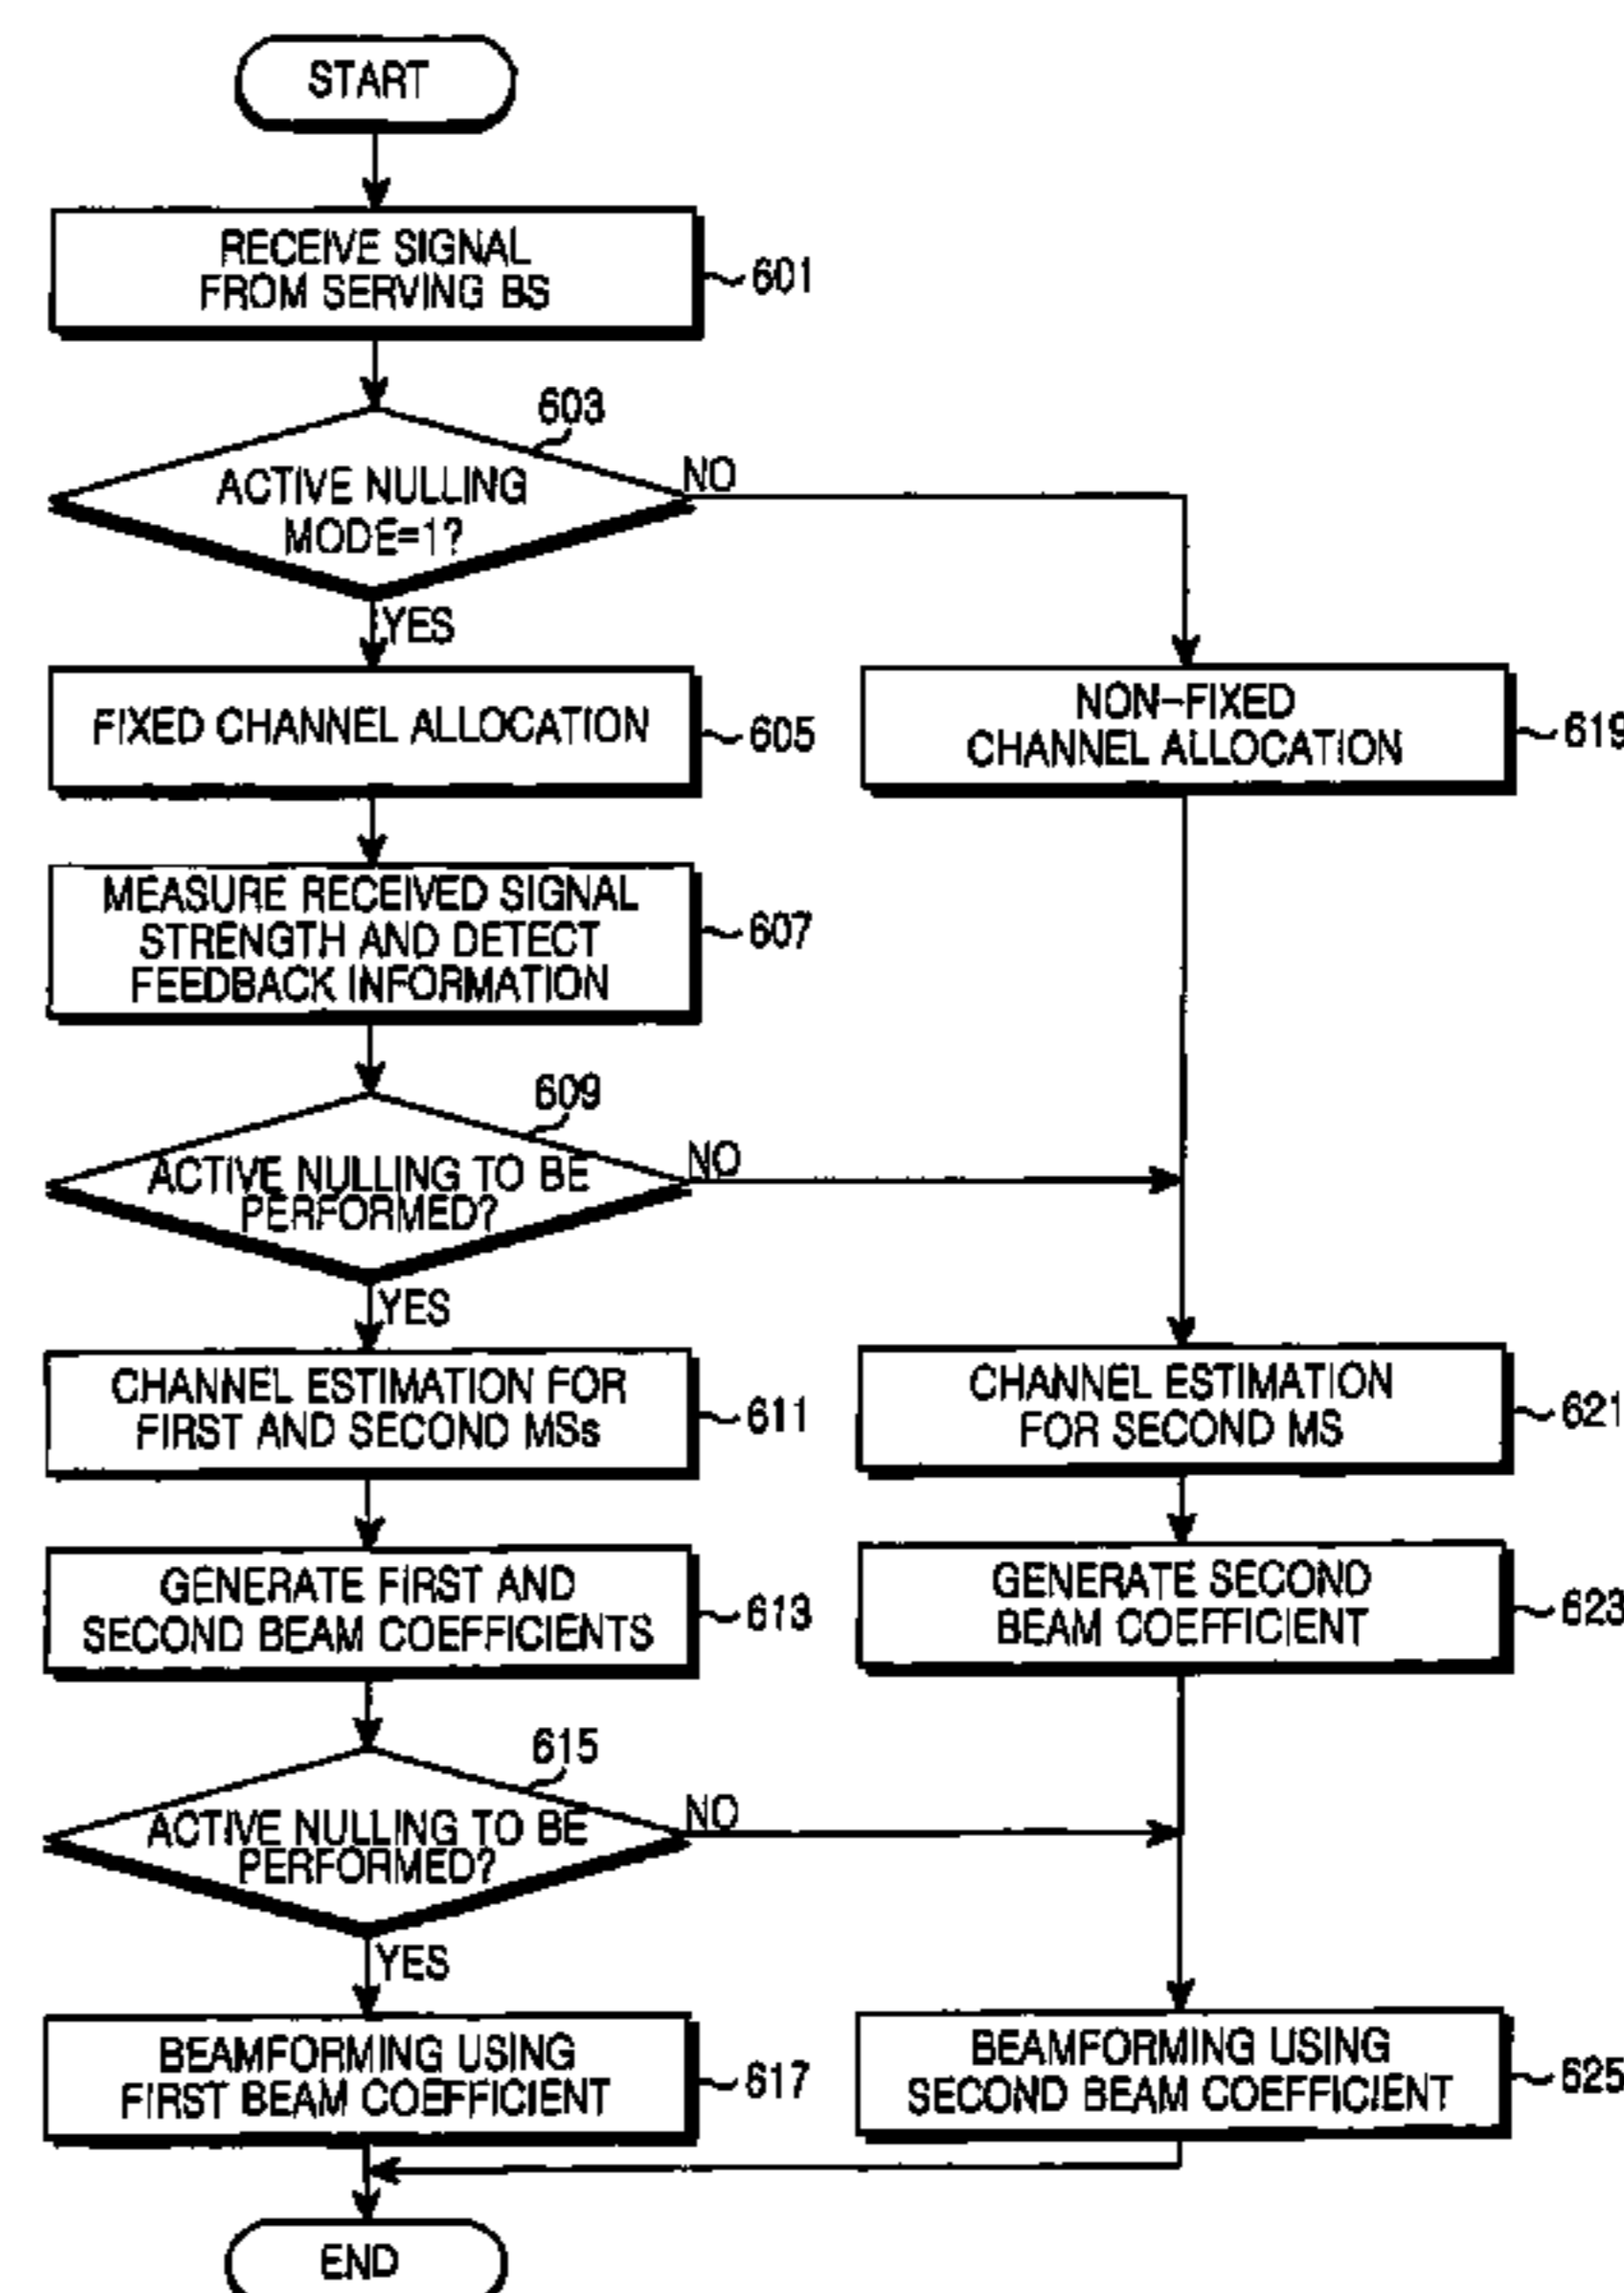 START
RECEIVE SIGNAL
FROM SERVING BS
601
603
ACTIVE NULLING
MODE=1?
NO
YES
FIXED CHANNEL ALLOCATION
605
NON-FIXED
CHANNEL ALLOCATION
619
MEASURE RECEIVED SIGNAL
STRENGTH AND DETECT
FEEDBACK INFORMATION
607
609
ACTIVE NULLING TO BE
PERFORMED?
NO
YES
CHANNEL ESTIMATION FOR
FIRST AND SECOND MSs
611
CHANNEL ESTIMATION
FOR SECOND MS
621
GENERATE FIRST AND
SECOND BEAM COEFFICIENTS
613
GENERATE SECOND
BEAM COEFFICIENT
623
615
ACTIVE NULLING TO BE
PERFORMED?
NO
YES
BEAMFORMING USING
FIRST BEAM COEFFICIENT
617
BEAMFORMING USING
SECOND BEAM COEFFICIENT
625
END